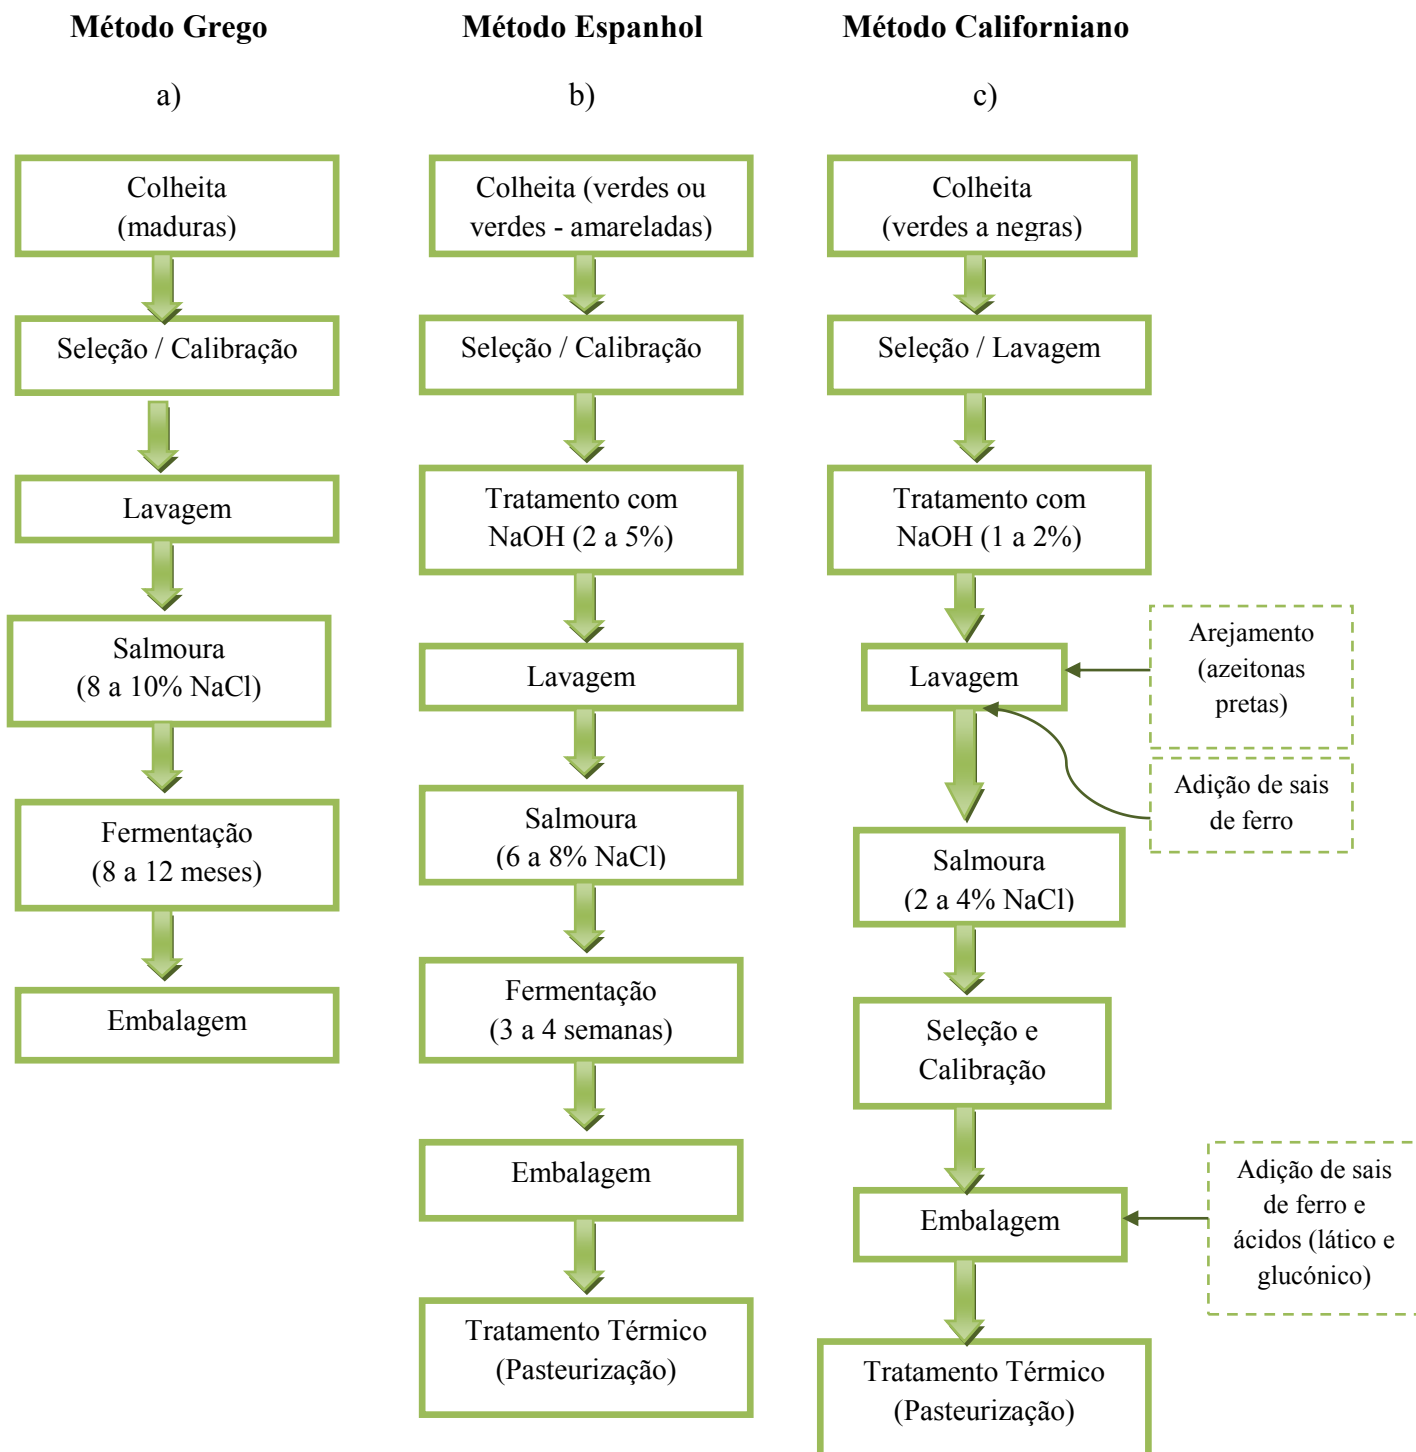 Método Grego
a)
Colheita
(maduras)
Seleção / Calibração
Lavagem
Salmoura
(8 a 10% NaCl)
Fermentação
(8 a 12 meses)
Embalagem
Método Espanhol
b)
Colheita (verdes ou
verdes - amareladas)
Seleção / Calibração
Tratamento com
NaOH (2 a 5%)
Lavagem
Salmoura
(6 a 8% NaCl)
Fermentação
(3 a 4 semanas)
Embalagem
Tratamento Térmico
(Pasteurização)
Método Californiano
c)
Colheita
(verdes a negras)
Seleção / Lavagem
Tratamento com
NaOH (1 a 2%)
Lavagem
Arejamento
(azeitonas
pretas)
Adição de sais
de ferro
Salmoura
(2 a 4% NaCl)
Seleção e
Calibração
Embalagem
Adição de sais
de ferro e
ácidos (lático e
glucónico)
Tratamento Térmico
(Pasteurização)